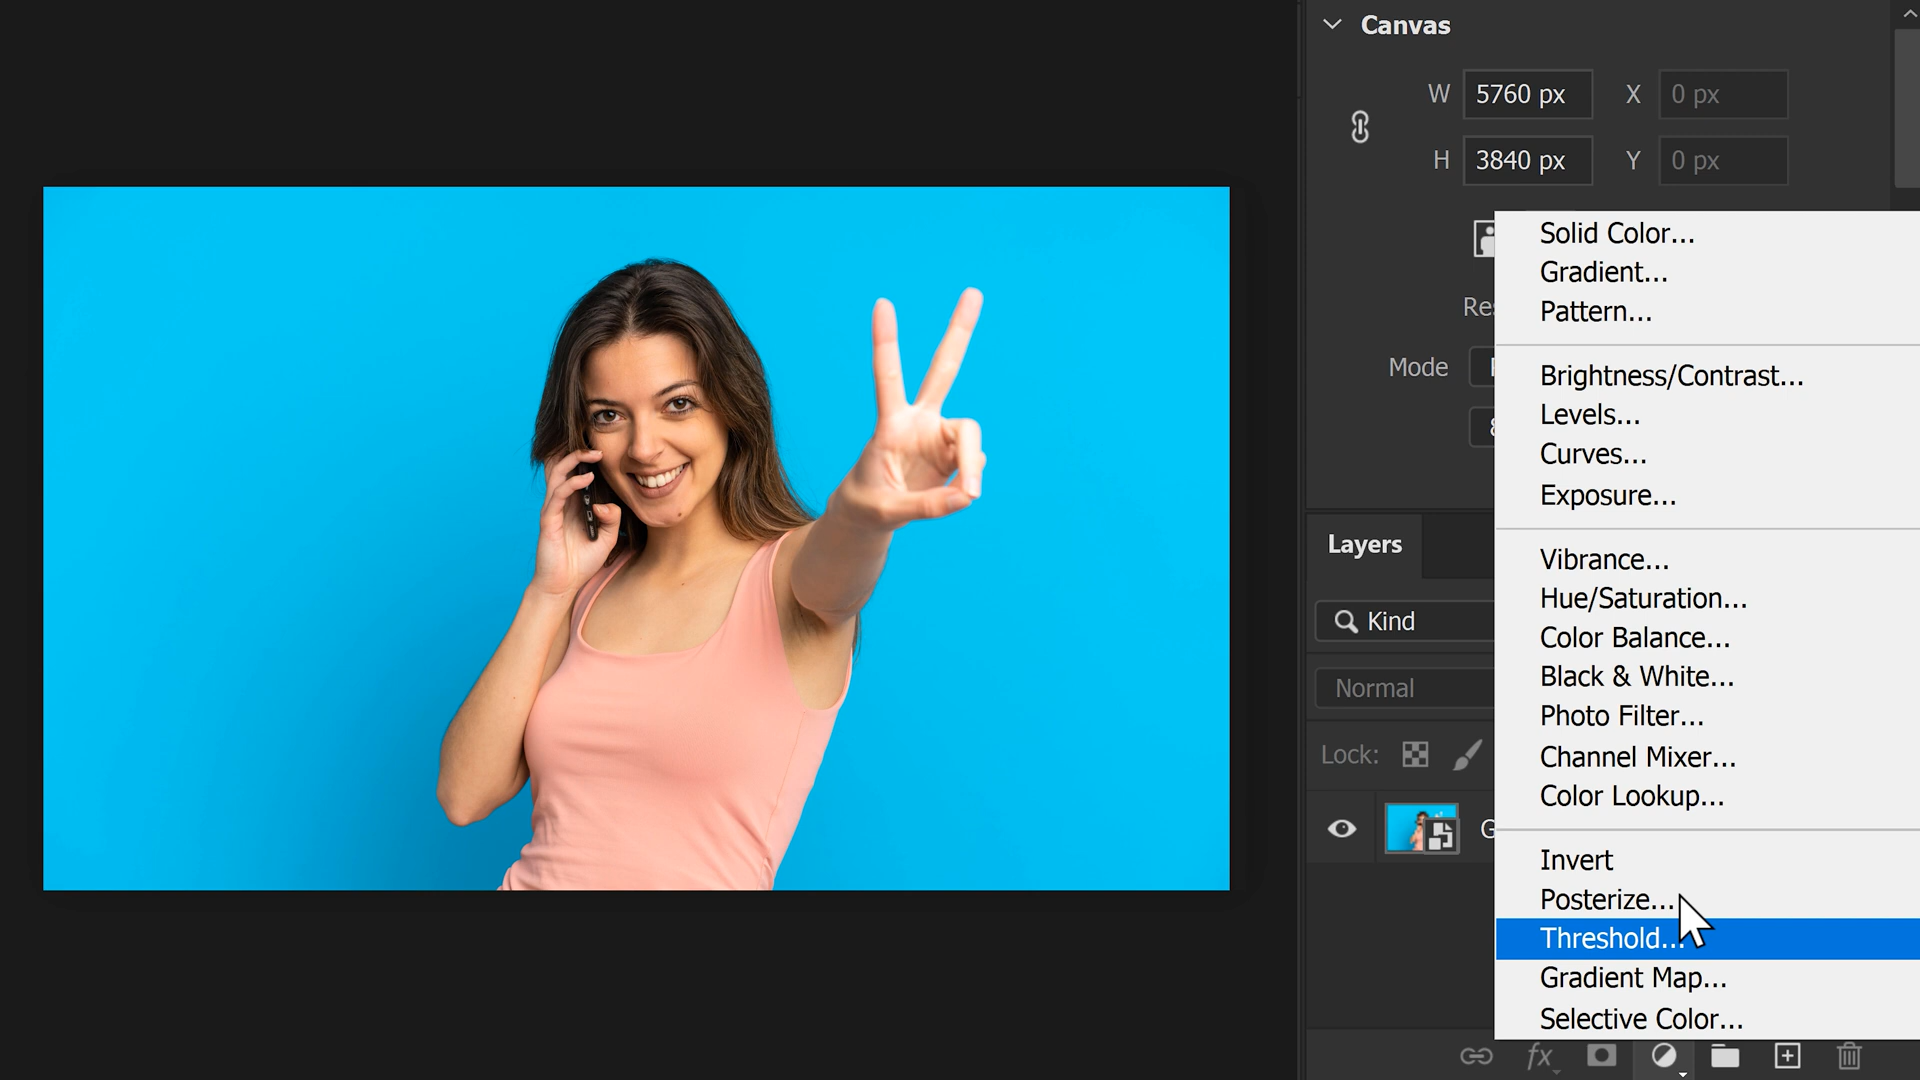 Canvas
W 5760 px X 0 px
H 3840 px Y 0 px
Mode
Layers
Kind
Normal
Lock:
Solid Color...
Gradient...
Pattern...
Brightness/Contrast...
Levels...
Curves...
Exposure...
Vibrance...
Hue/Saturation...
Color Balance...
Black & White...
Photo Filter...
Channel Mixer...
Color Lookup...
Invert
Posterize...
Threshold...
Gradient Map...
Selective Color...
fx